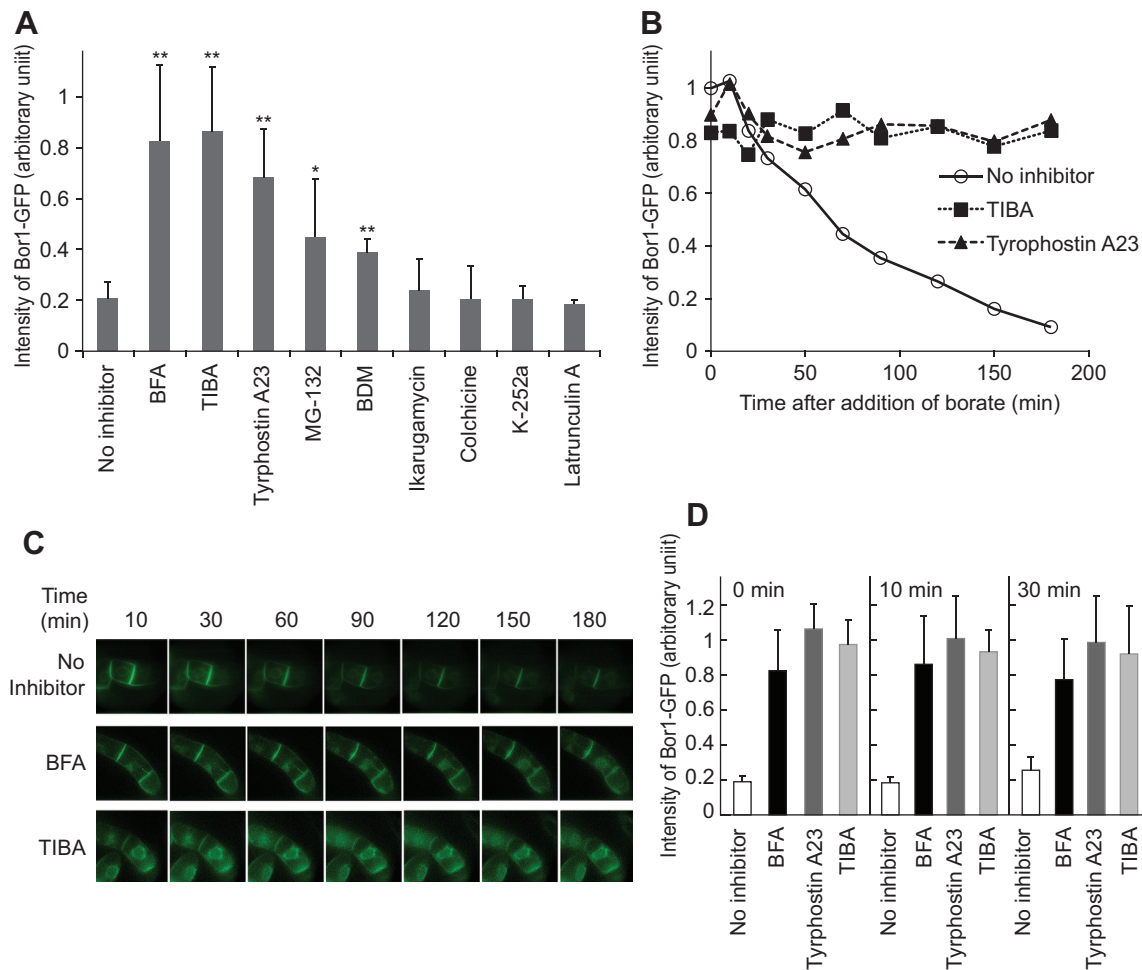 A
Intensity of Bor1-GFP (arbitorary uniit)
1
0.8
0.6
0.4
0.2
0
**
**
**
*
**
No inhibitor
BFA
TIBA
Tyrphostin A23
MG-132
BDM
Ikarugamycin
Colchicine
K-252a
Latrunculin A
B
Intensity of Bor1-GFP (arbitorary uniit)
1
0.8
0.6
0.4
0.2
0
0
50
100
150
200
Time after addition of borate (min)
No inhibitor
TIBA
Tyrophostin A23
C
Time
(min)
10 30 60 90 120 150 180
No
Inhibitor
BFA
TIBA
D
Intensity of Bor1-GFP (arbitorary uniit)
1.2
1
0.8
0.6
0.4
0.2
0
0 min
10 min
30 min
No inhibitor
BFA
Tyrphostin A23
TIBA
No inhibitor
BFA
Tyrphostin A23
TIBA
No inhibitor
BFA
Tyrphostin A23
TIBA